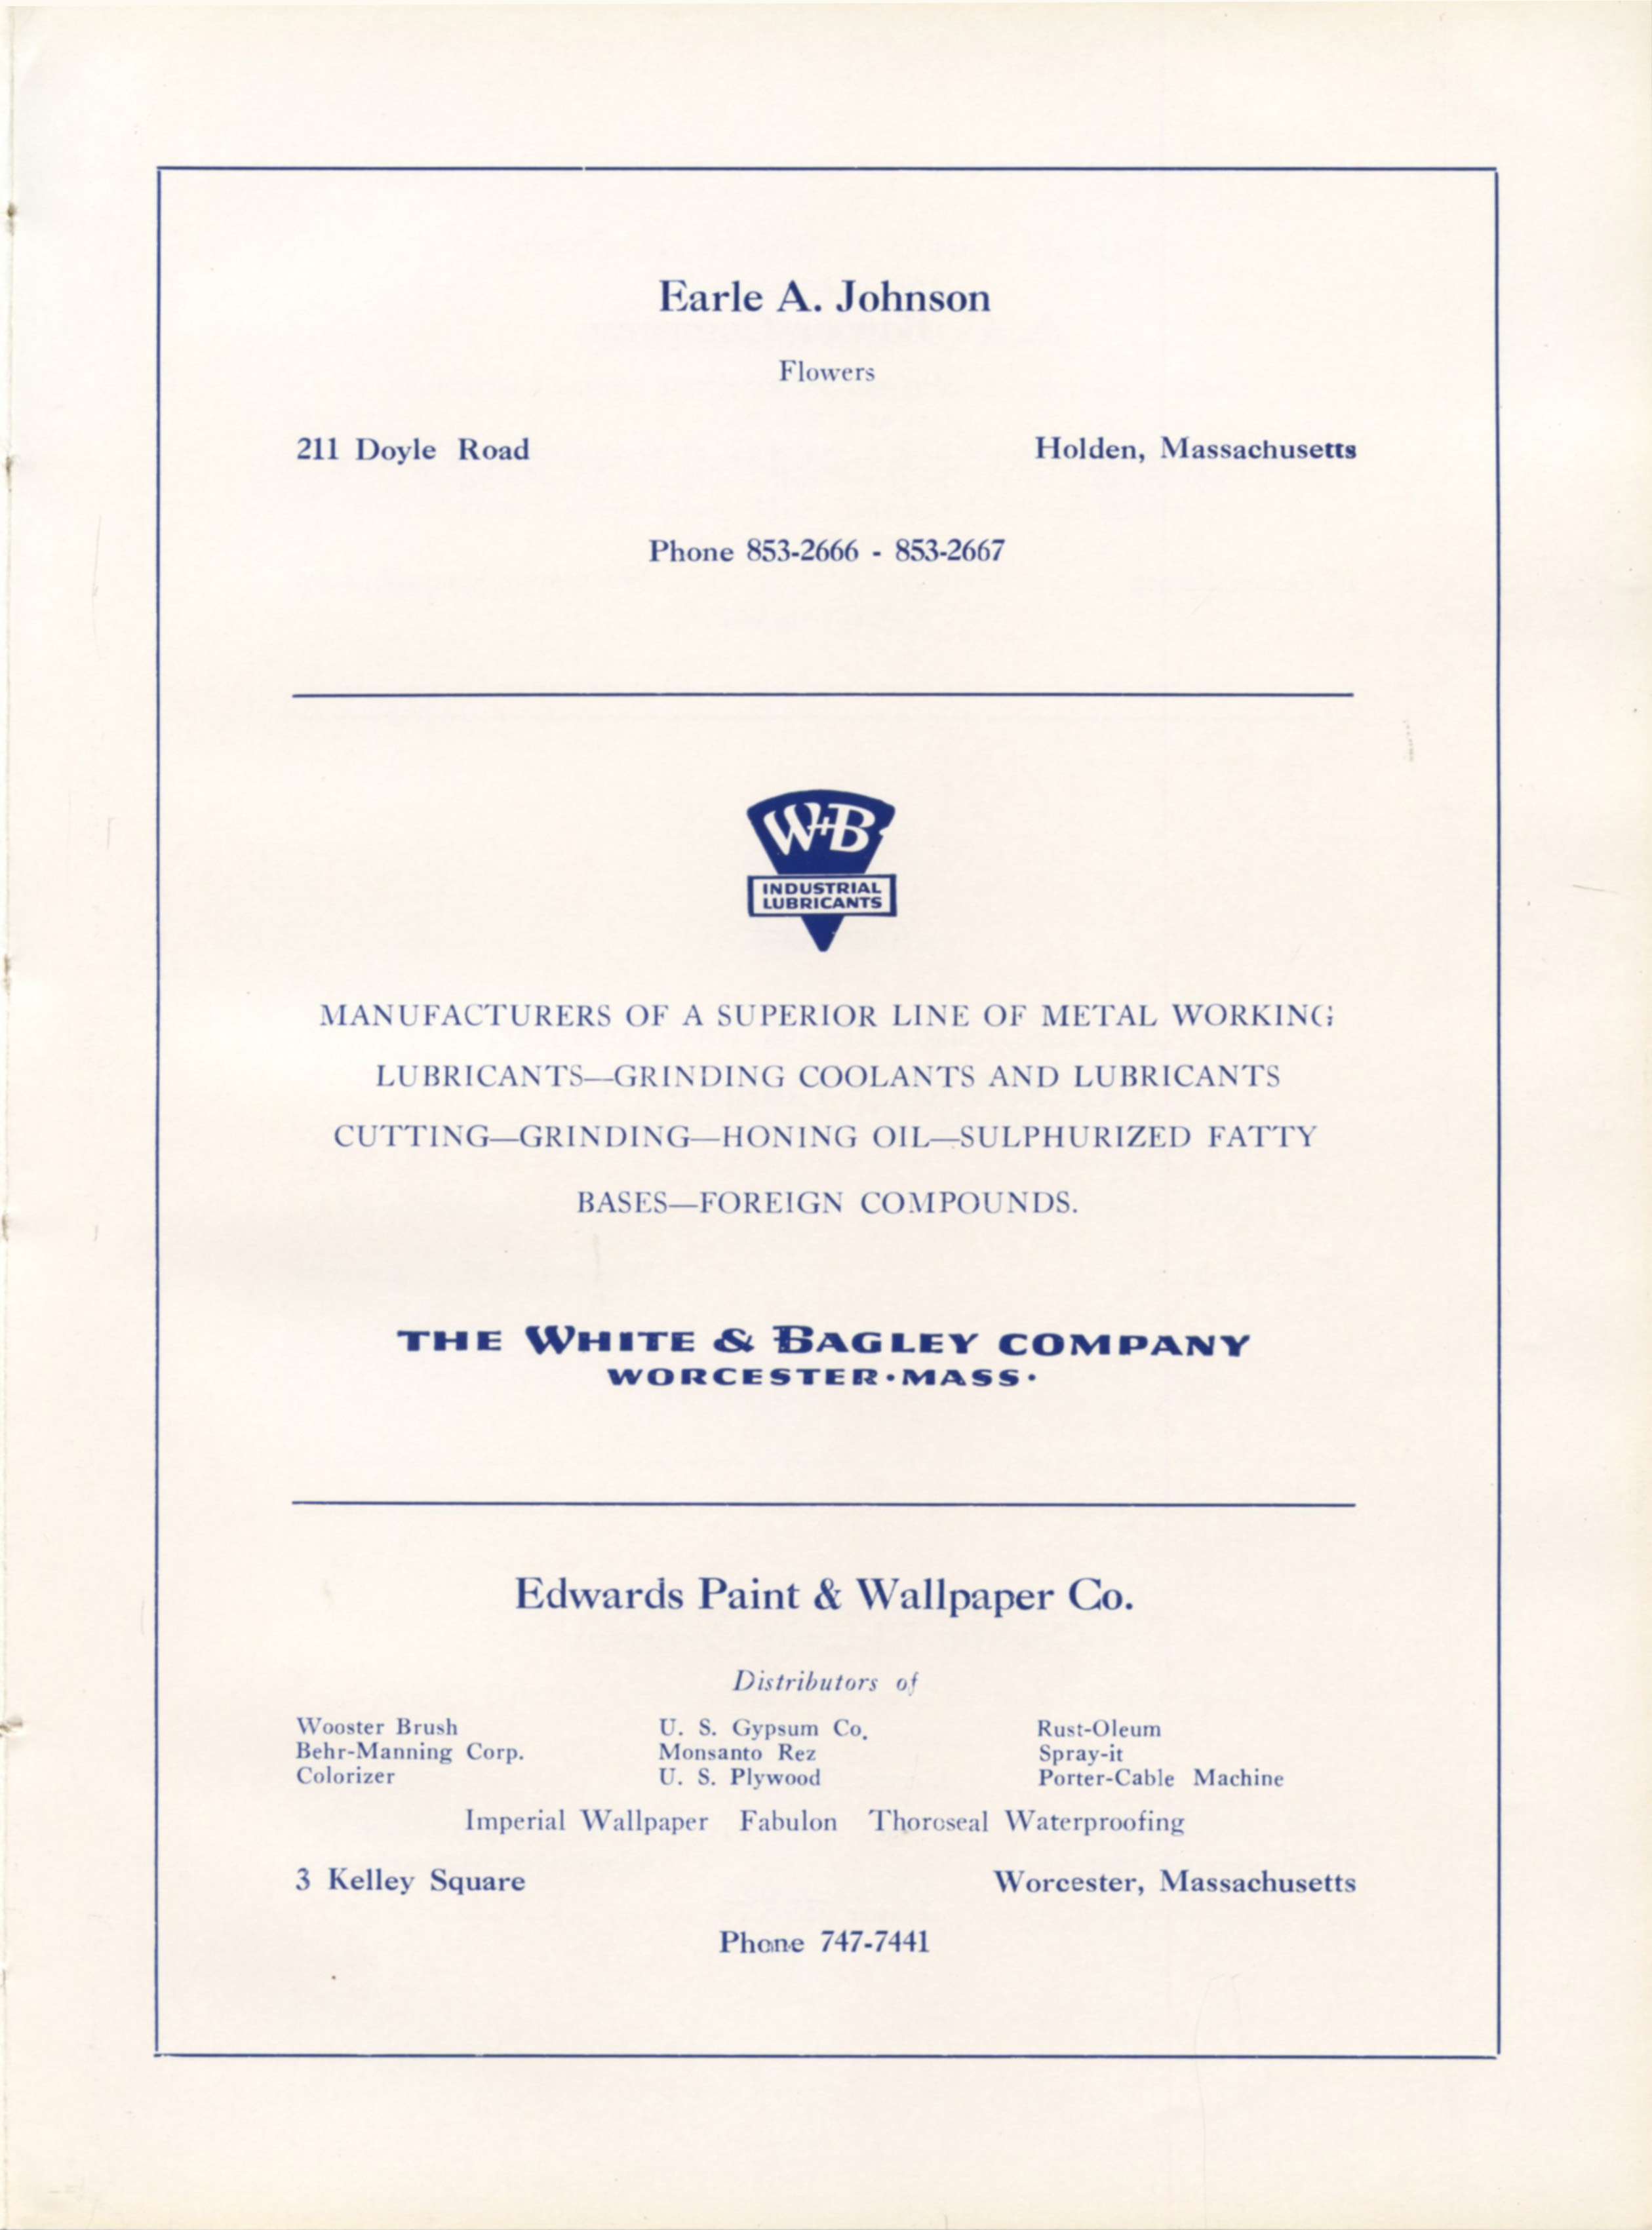 Earle A. Johnson
Flowers
211 Doyle Road Holden, Massachusetts
Phone 853-2666 - 853-2667
W+B
INDUSTRIAL
LUBRICANTS
MANUFACTURERS OF A SUPERIOR LINE OF METAL WORKING
LUBRICANTS—GRINDING COOLANTS AND LUBRICANTS
CUTTING—GRINDING—HONING OIL—SULPHURIZED FATTY
BASES—FOREIGN COMPOUNDS.
THE WHITE & BAGLEY COMPANY
WORCESTER·MASS·
Edwards Paint & Wallpaper Co.
Distributors of
Wooster Brush U. S. Gypsum Co. Rust-Oleum
Behr-Manning Corp. Monsanto Rez Spray-it
Colorizer U. S. Plywood Porter-Cable Machine
Imperial Wallpaper Fabulon Thoroseal Waterproofing
3 Kelley Square Worcester, Massachusetts
Phone 747-7441